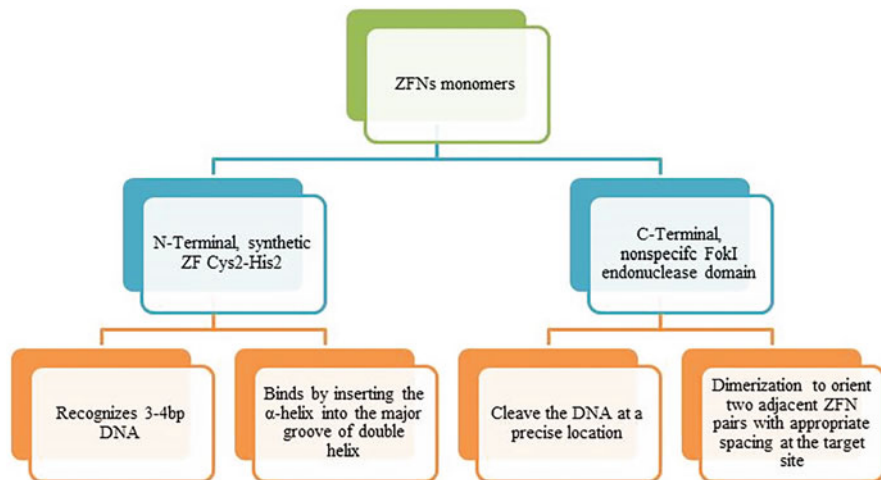 ZFNs monomers
N-Terminal, synthetic
ZF Cys2-His2
C-Terminal,
nonspecifc FokI
endonuclease domain
Recognizes 3-4bp
DNA
Binds by inserting the
α-helix into the major
groove of double
helix
Cleave the DNA at a
precise location
Dimerization to orient
two adjacent ZFN
pairs with appropriate
spacing at the target
site